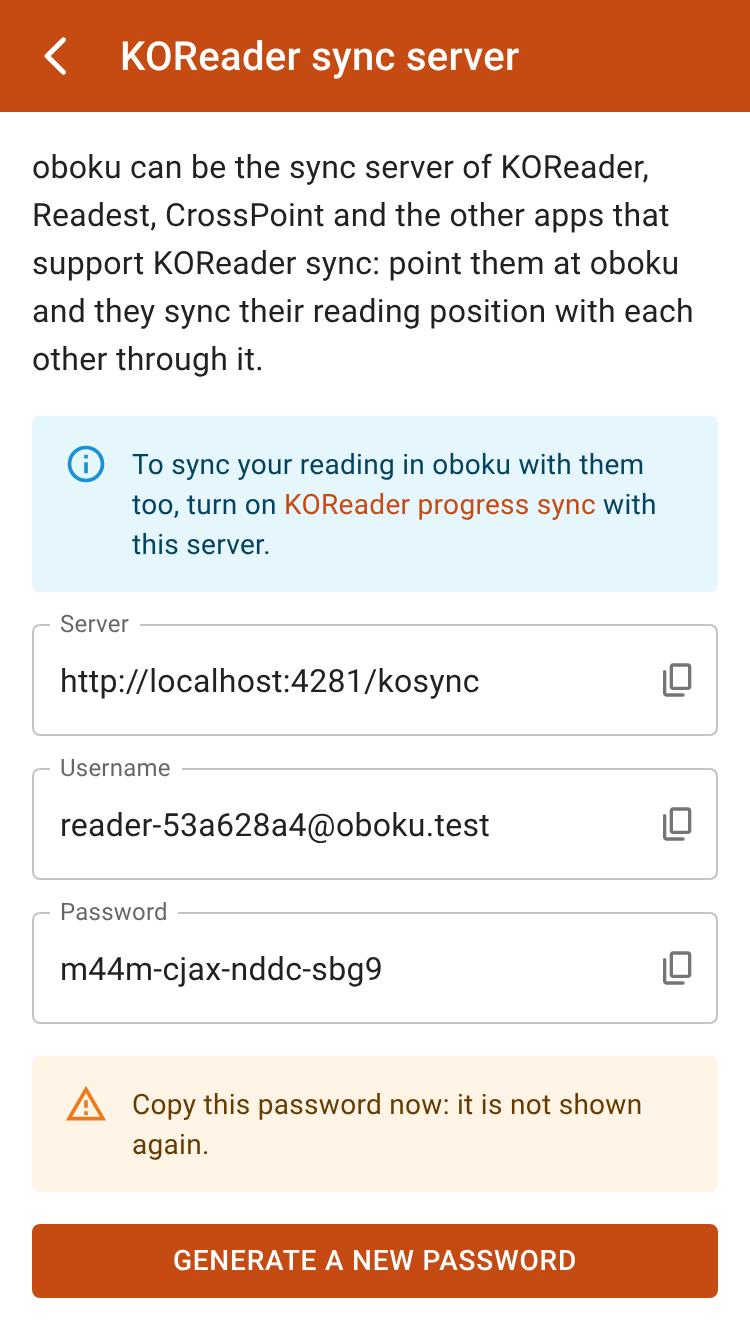 KOReader sync server
oboku can be the sync server of KOReader,
Readest, CrossPoint and the other apps that
support KOReader sync: point them at oboku
and they sync their reading position with each
other through it.
To sync your reading in oboku with them
too, turn on KOReader progress sync with
this server.
Server
http://localhost:4281/kosync
Username
reader-53a628a4@oboku.test
Password
m44m-cjax-nddc-sbg9
Copy this password now: it is not shown
again.
GENERATE A NEW PASSWORD